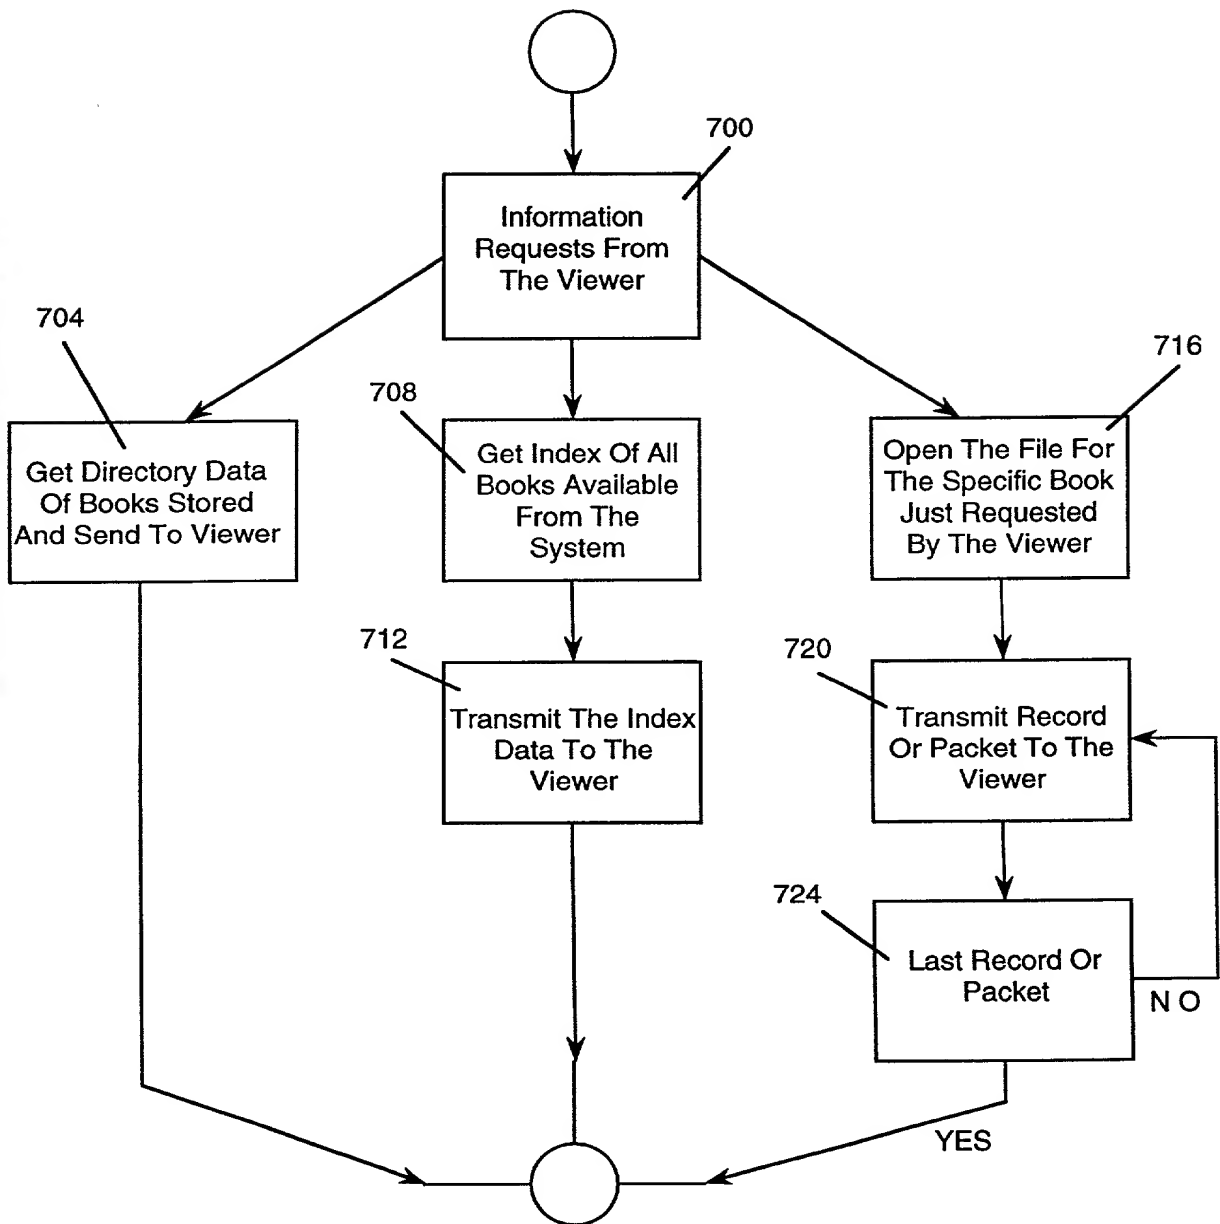 700
Information
Requests From
The Viewer
704
Get Directory Data
Of Books Stored
And Send To Viewer
708
Get Index Of All
Books Available
From The
System
712
Transmit The Index
Data To The
Viewer
716
Open The File For
The Specific Book
Just Requested
By The Viewer
720
Transmit Record
Or Packet To The
Viewer
724
Last Record Or
Packet
NO
YES